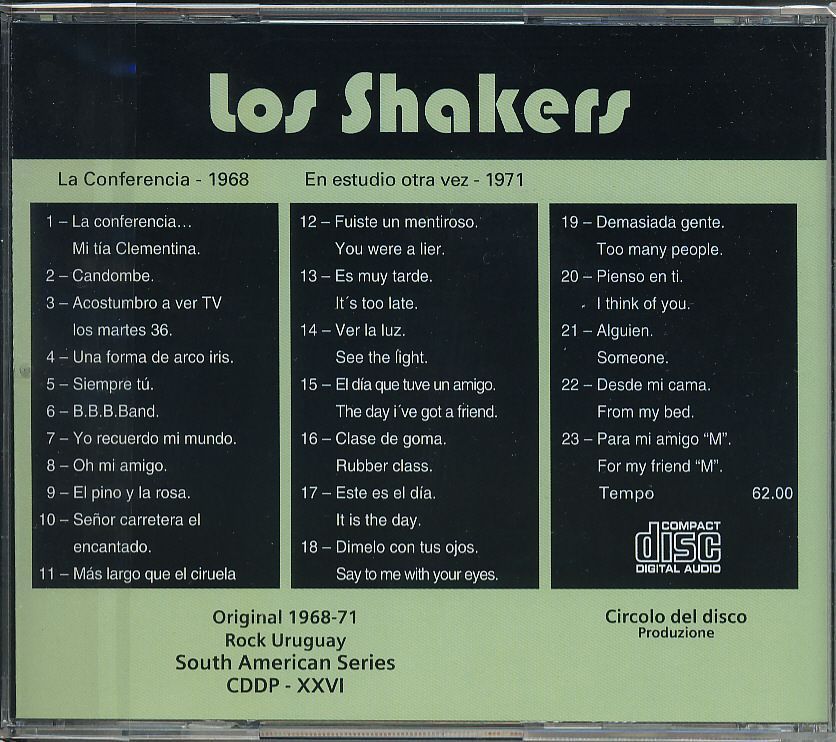 Los Shakers
La Conferencia - 1968
1 – La conferencia...
Mi tía Clementina.
2 – Candombe.
3 – Acostumbro a ver TV
los martes 36.
4 – Una forma de arco iris.
5 – Siempre tú.
6 – B.B.B.Band.
7 – Yo recuerdo mi mundo.
8 – Oh mi amigo.
9 – El pino y la rosa.
10 – Señor carretera el
encantado.
11 – Más largo que el ciruela
En estudio otra vez - 1971
12 – Fuiste un mentiroso.
You were a lier.
13 – Es muy tarde.
It´s too late.
14 – Ver la luz.
See the light.
15 – El día que tuve un amigo.
The day i´ve got a friend.
16 – Clase de goma.
Rubber class.
17 – Este es el día.
It is the day.
18 – Dimelo con tus ojos.
Say to me with your eyes.
19 – Demasiada gente.
Too many people.
20 – Pienso en ti.
I think of you.
21 – Alguien.
Someone.
22 – Desde mi cama.
From my bed.
23 – Para mi amigo “M”.
For my friend “M”.
Tempo 62.00
COMPACT
disc
DIGITAL AUDIO
Original 1968-71
Rock Uruguay
South American Series
CDDP - XXVI
Circolo del disco
Produzione